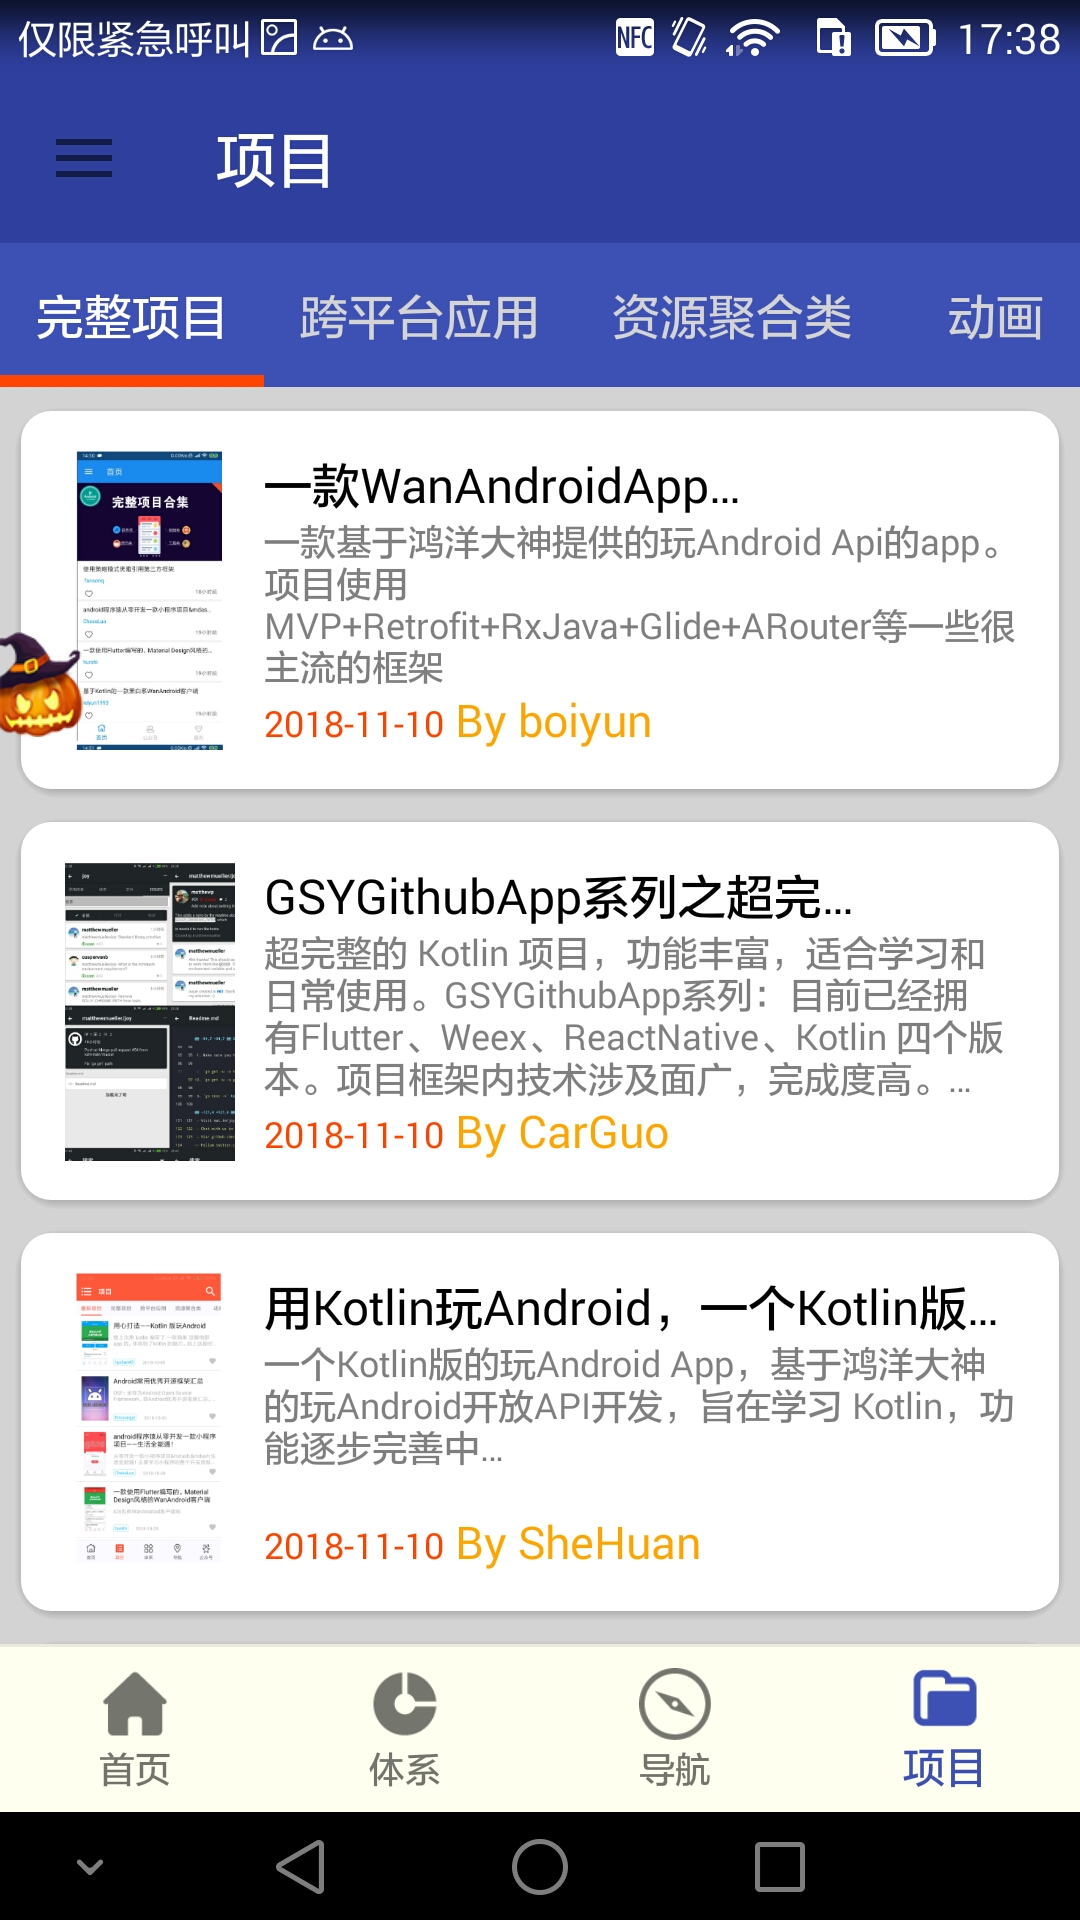 仅限紧急呼叫 NFC 17:38
项目
完整项目 跨平台应用 资源聚合类 动画
首页
完整项目合集
一款WanAndroidApp...
一款基于鸿洋大神提供的玩Android Api的app。
项目使用
MVP+Retrofit+RxJava+Glide+ARouter等一些很
主流的框架
2018-11-10 By boiyun
GSYGithubApp系列之超完...
超完整的 Kotlin 项目，功能丰富，适合学习和
日常使用。GSYGithubApp系列：目前已经拥
有Flutter、Weex、ReactNative、Kotlin 四个版
本。项目框架内技术涉及面广，完成度高。...
2018-11-10 By CarGuo
用Kotlin玩Android，一个Kotlin版...
一个Kotlin版的玩Android App，基于鸿洋大神
的玩Android开放API开发，旨在学习 Kotlin，功
能逐步完善中...
2018-11-10 By SheHuan
首页 体系 导航 项目